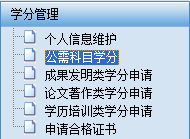 学分管理
个人信息维护
公需科目学分
成果发明类学分申请
论文著作类学分申请
学历培训类学分申请
申请合格证书